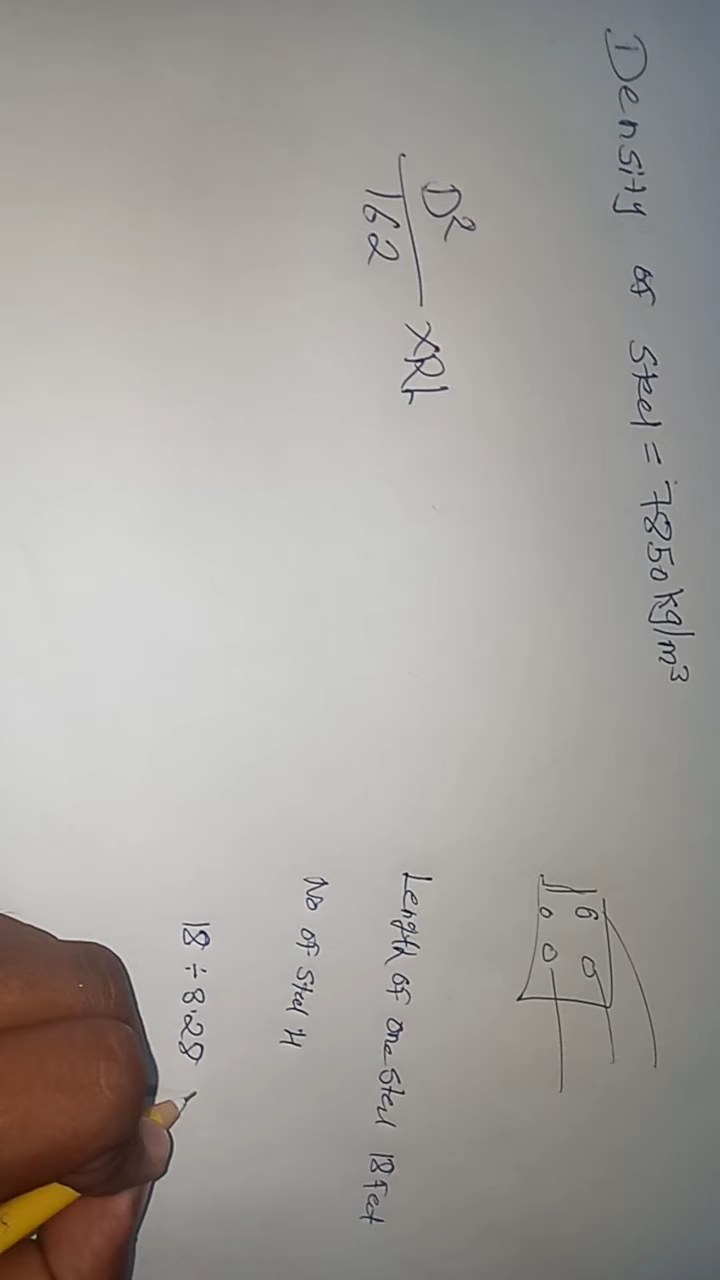 Density of Steel = 7850 kg/m³
D²/162 × RL
Length of one Steel 18 Feet
No of Steel 4
18 ÷ 8.28